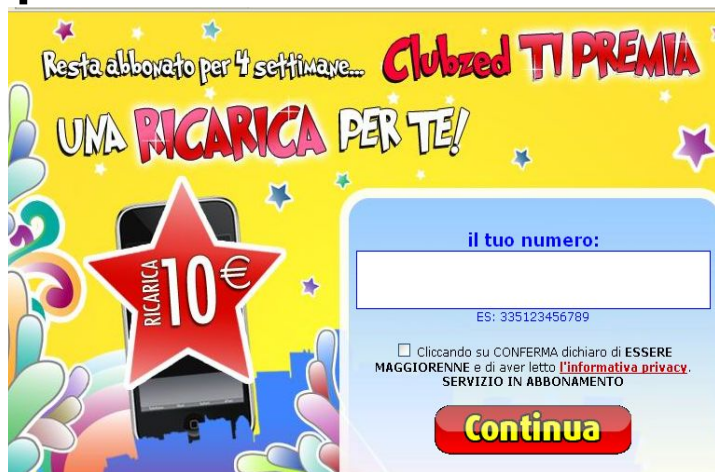 Resta abbonato per 4 settimane... Clubzed TI PREMIA
UNA RICARICA PER TE!
RICARICA 10€
il tuo numero:
ES: 335123456789
Cliccando su CONFERMA dichiaro di ESSERE
MAGGIORENNE e di aver letto l'informativa privacy.
SERVIZIO IN ABBONAMENTO
Continua